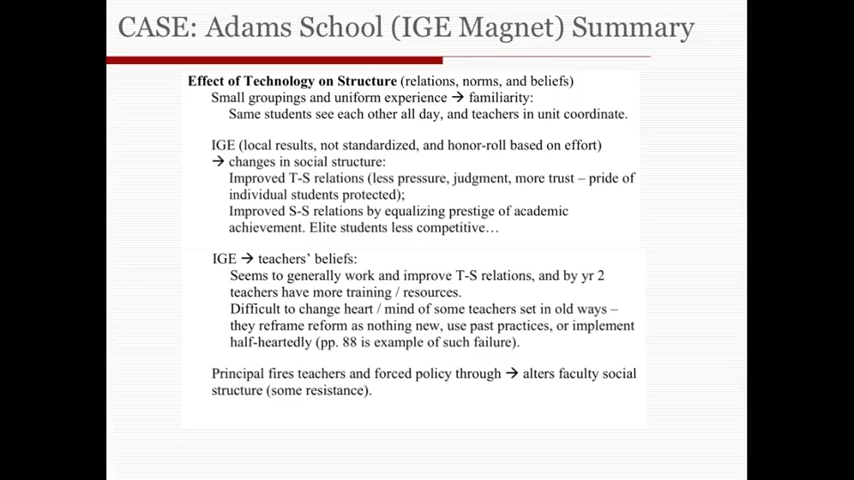 CASE: Adams School (IGE Magnet) Summary
Effect of Technology on Structure (relations, norms, and beliefs)
Small groupings and uniform experience → familiarity:
Same students see each other all day, and teachers in unit coordinate.
IGE (local results, not standardized, and honor-roll based on effort)
→ changes in social structure:
Improved T-S relations (less pressure, judgment, more trust – pride of
individual students protected);
Improved S-S relations by equalizing prestige of academic
achievement. Elite students less competitive…
IGE → teachers' beliefs:
Seems to generally work and improve T-S relations, and by yr 2
teachers have more training / resources.
Difficult to change heart / mind of some teachers set in old ways –
they reframe reform as nothing new, use past practices, or implement
half-heartedly (pp. 88 is example of such failure).
Principal fires teachers and forced policy through → alters faculty social
structure (some resistance).